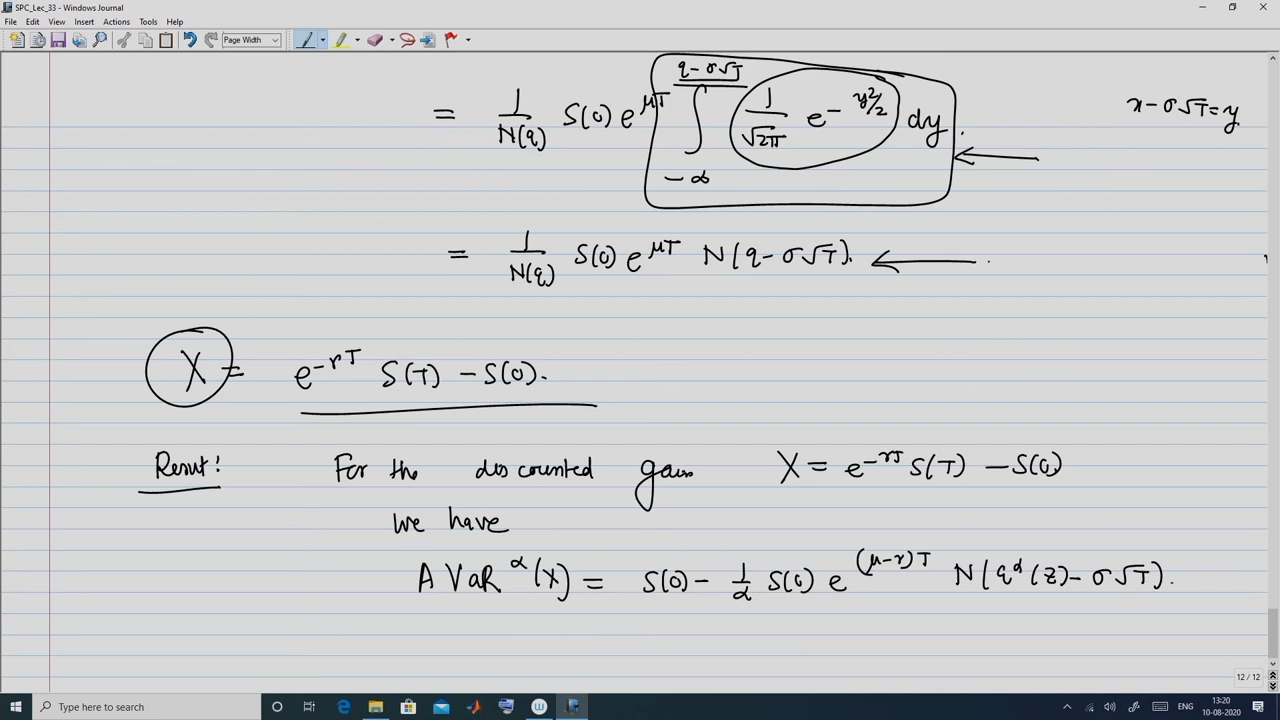 SPC_Lec_33 - Windows Journal
File Edit View Insert Actions Tools Help
Page Width
= 1/N(q) S(0) e^{μT} ∫_{-∞}^{q-σ√T} 1/√2π e^{-y²/2} dy. x-σ√T=y
= 1/N(q) S(0) e^{μT} N(q-σ√T).
X = e^{-rT} S(T) - S(0).
Result: For the discounted gain X = e^{-rT} S(T) - S(0)
We have
AVaR^α(X) = S(0) - 1/α S(0) e^{(μ-r)T} N(q^α(Z) - σ√T).
12 / 12
Type here to search
ENG
13:20
10-08-2020